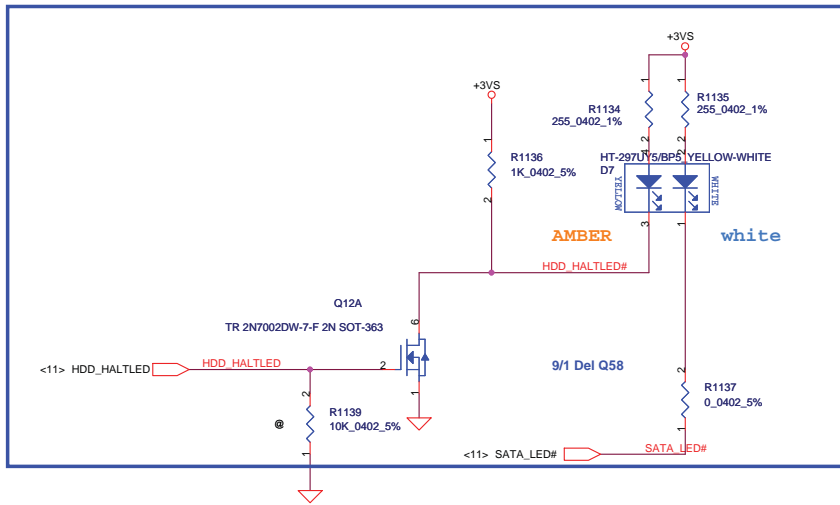 +3VS
+3VS
1
1
R1134
255_0402_1%
R1135
255_0402_1%
2
2
4
2
1
R1136
1K_0402_5%
2
HT-297UY5/BP5_YELLOW-WHITE
D7
YELLOW
WHITE
3
1
AMBER
white
HDD_HALTLED#
Q12A
TR 2N7002DW-7-F 2N SOT-363
6
<11> HDD_HALTLED
HDD_HALTLED
2
1
9/1 Del Q58
2
R1137
0_0402_5%
1
2
@
R1139
10K_0402_5%
1
<11> SATA_LED#
SATA_LED#